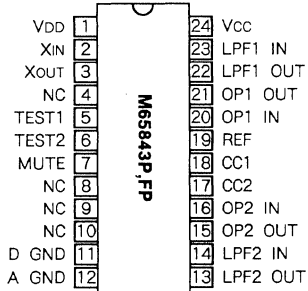 VDD 1
XIN 2
XOUT 3
NC 4
TEST1 5
TEST2 6
MUTE 7
NC 8
NC 9
NC 10
D GND 11
A GND 12
M65843P,FP
24 VCC
23 LPF1 IN
22 LPF1 OUT
21 OP1 OUT
20 OP1 IN
19 REF
18 CC1
17 CC2
16 OP2 IN
15 OP2 OUT
14 LPF2 IN
13 LPF2 OUT